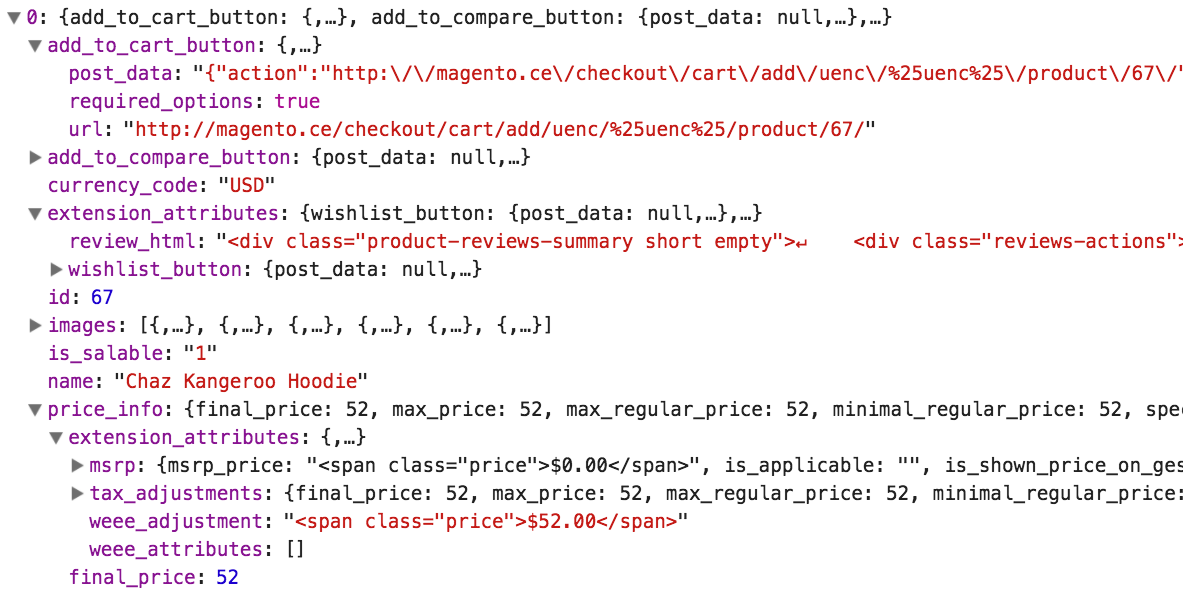 ▼0: {add_to_cart_button: {,…}, add_to_compare_button: {post_data: null,…},…}
▼add_to_cart_button: {,…}
post_data: "{"action":"http:\/\/magento.ce\/checkout\/cart\/add\/uenc\/%25uenc%25\/product\/67\/"
required_options: true
url: "http://magento.ce/checkout/cart/add/uenc/%25uenc%25/product/67/"
▶add_to_compare_button: {post_data: null,…}
currency_code: "USD"
▼extension_attributes: {wishlist_button: {post_data: null,…},…}
review_html: "<div class="product-reviews-summary short empty">↵    <div class="reviews-actions">
▶wishlist_button: {post_data: null,…}
id: 67
▶images: [{,…}, {,…}, {,…}, {,…}, {,…}, {,…}]
is_salable: "1"
name: "Chaz Kangeroo Hoodie"
▼price_info: {final_price: 52, max_price: 52, max_regular_price: 52, minimal_regular_price: 52, spe
▼extension_attributes: {,…}
▶msrp: {msrp_price: "<span class="price">$0.00</span>", is_applicable: "", is_shown_price_on_ges
▶tax_adjustments: {final_price: 52, max_price: 52, max_regular_price: 52, minimal_regular_price:
weee_adjustment: "<span class="price">$52.00</span>"
weee_attributes: []
final_price: 52